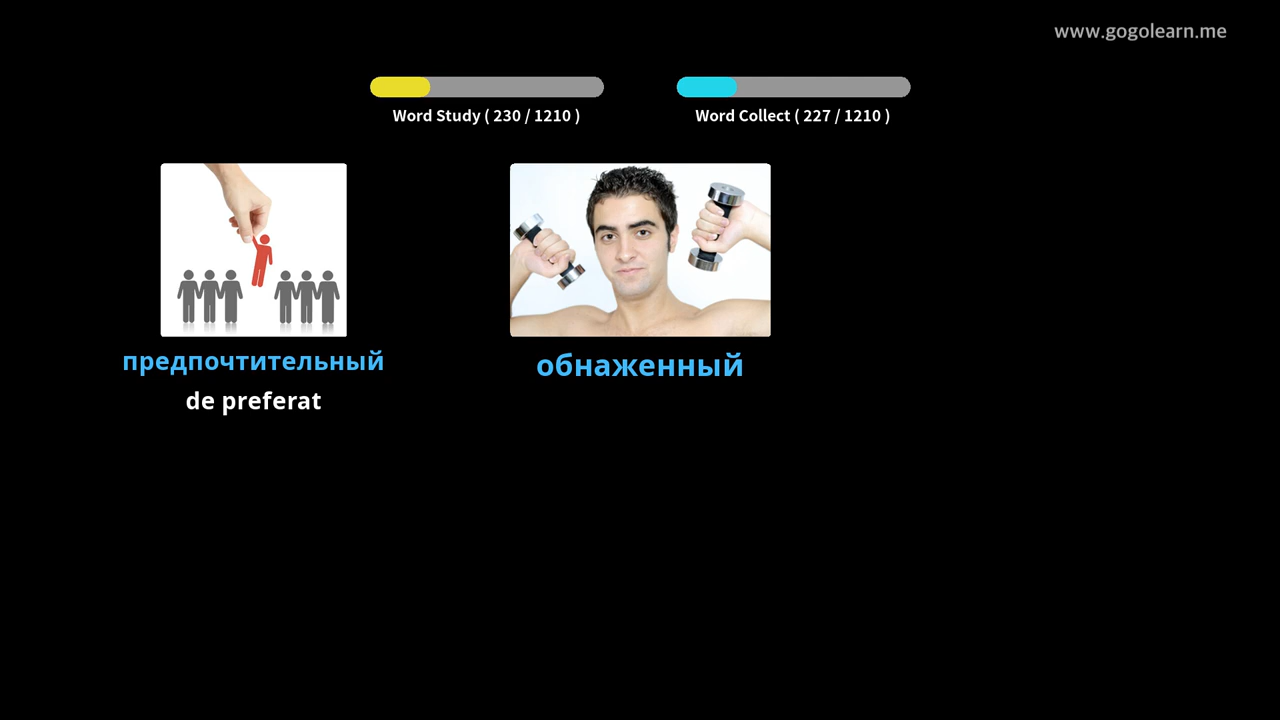 www.gogolearn.me
Word Study ( 230 / 1210 )
Word Collect ( 227 / 1210 )
предпочтительный
de preferat
обнаженный